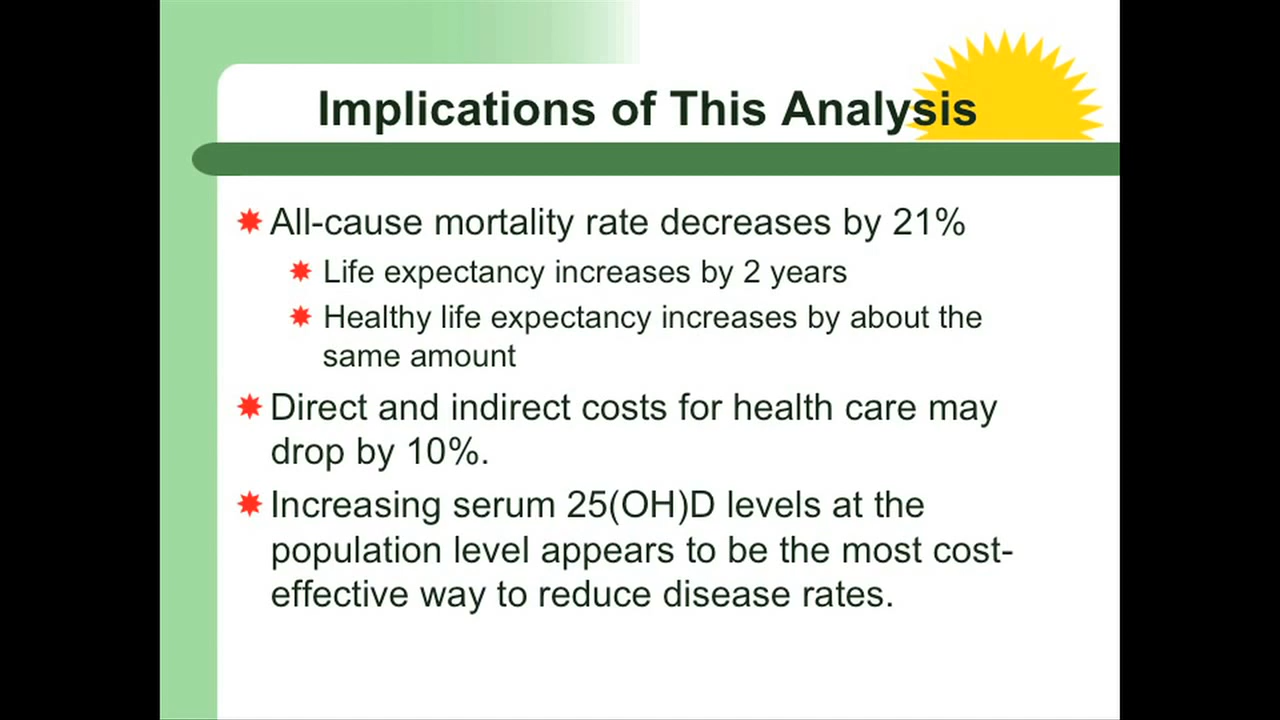 Implications of This Analysis
All-cause mortality rate decreases by 21%
Life expectancy increases by 2 years
Healthy life expectancy increases by about the
same amount
Direct and indirect costs for health care may
drop by 10%.
Increasing serum 25(OH)D levels at the
population level appears to be the most cost-
effective way to reduce disease rates.